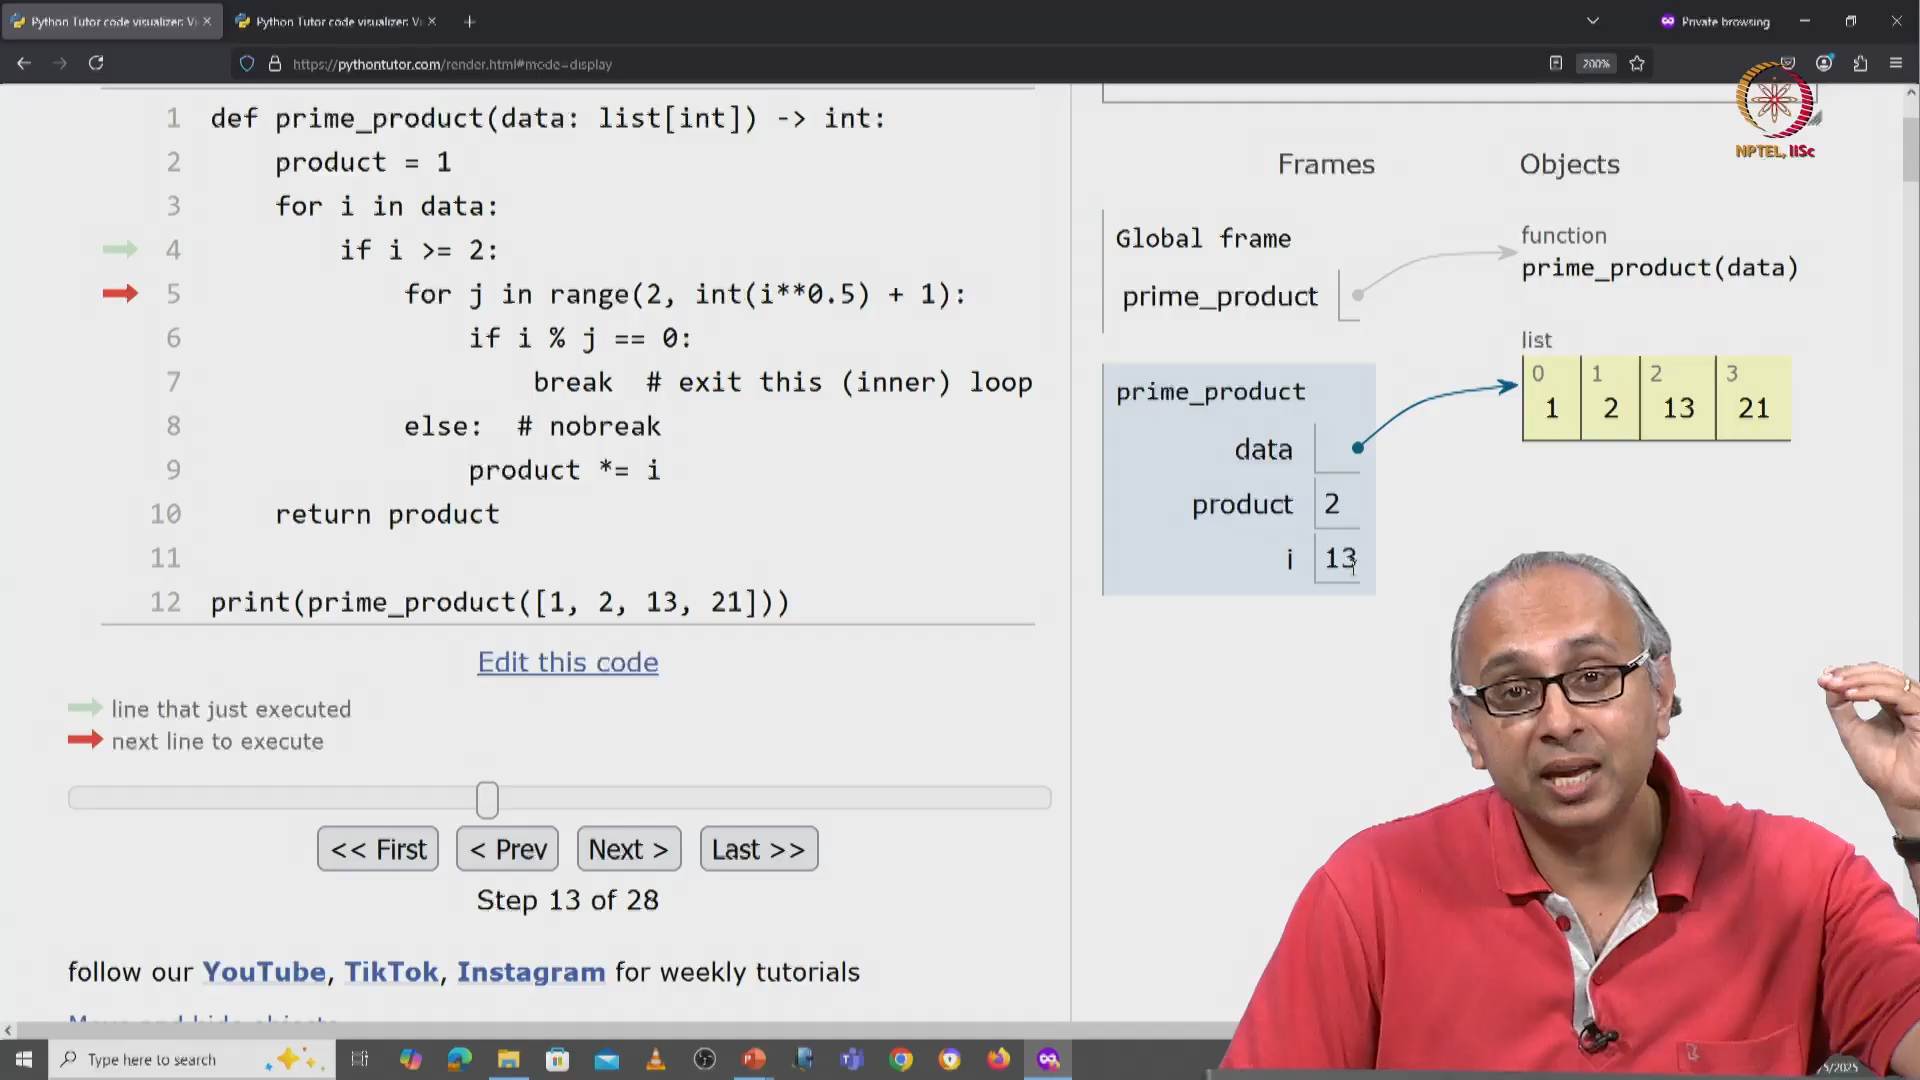 Python Tutor code visualizer: Vi
Python Tutor code visualizer: Vi
Private browsing
https://pythontutor.com/render.html#mode=display
200%
NPTEL, IISc
1 def prime_product(data: list[int]) -> int:
2 product = 1
3 for i in data:
4 if i >= 2:
5 for j in range(2, int(i**0.5) + 1):
6 if i % j == 0:
7 break # exit this (inner) loop
8 else: # nobreak
9 product *= i
10 return product
11
12 print(prime_product([1, 2, 13, 21]))
Edit this code
line that just executed
next line to execute
<< First
< Prev
Next >
Last >>
Step 13 of 28
follow our YouTube, TikTok, Instagram for weekly tutorials
Move and hide objects
Frames
Objects
Global frame
prime_product
function
prime_product(data)
list
0 1 2 3
1 2 13 21
prime_product
data
product 2
i 13
Type here to search
5/2025